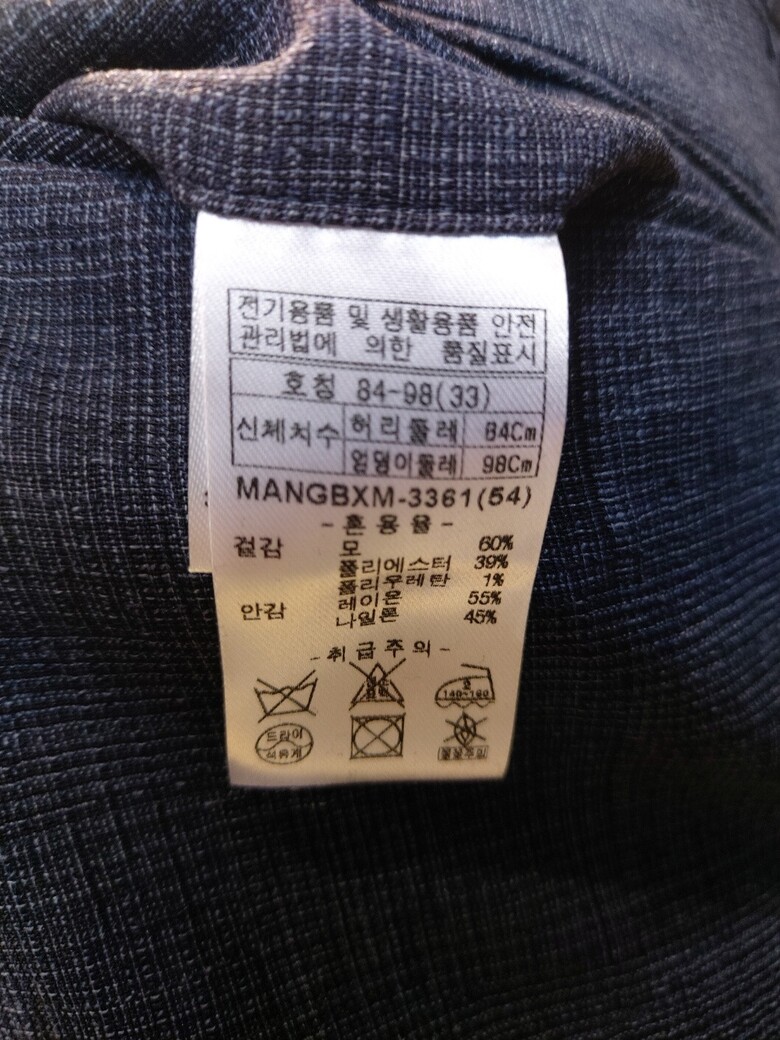 전기용품 및 생활용품 안전
관리법에 의한 품질표시
호칭 84-98(33)
신체치수 허리둘레 84Cm
엉덩이둘레 98Cm
MANGBXM-3361(54)
-혼용율-
겉감 모 60%
폴리에스터 39%
폴리우레탄 1%
안감 레이온 55%
나일론 45%
-취급주의-
140~160
드라이
석유계